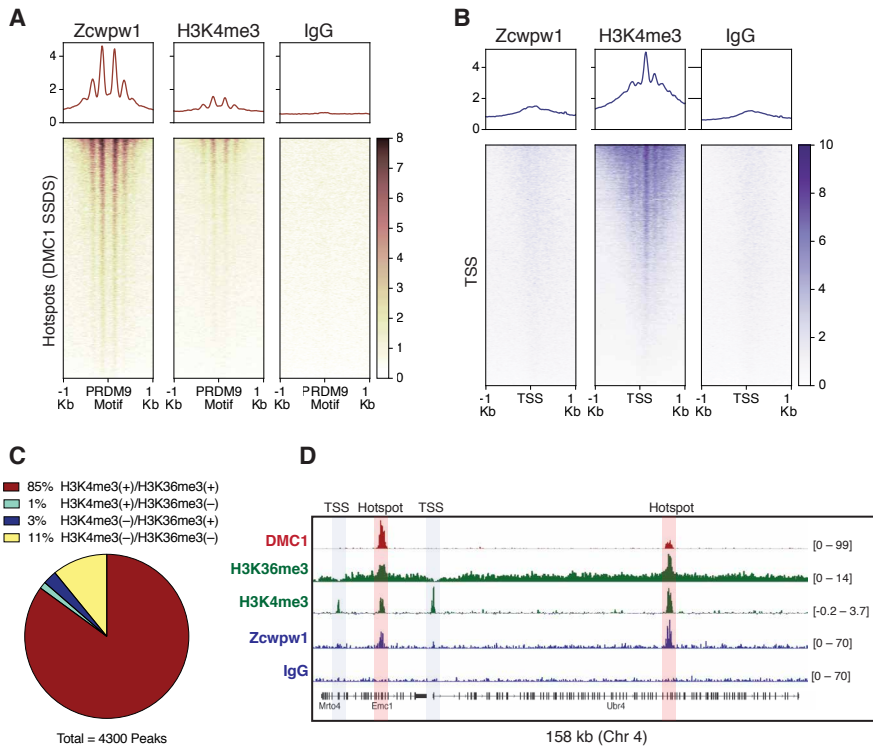 A
Zcwpw1 H3K4me3 IgG
4
2
0
Hotspots (DMC1 SSDS)
8
7
6
5
4
3
2
1
0
-1 Kb PRDM9 Motif 1 Kb
-1 Kb PRDM9 Motif 1 Kb
-1 Kb PRDM9 Motif 1 Kb
B
Zcwpw1 H3K4me3 IgG
4
2
0
TSS
10
8
6
4
2
0
-1 Kb TSS 1 Kb
-1 Kb TSS 1 Kb
-1 Kb TSS 1 Kb
C
85% H3K4me3(+)/H3K36me3(+)
1% H3K4me3(+)/H3K36me3(–)
3% H3K4me3(–)/H3K36me3(+)
11% H3K4me3(–)/H3K36me3(–)
Total = 4300 Peaks
D
TSS Hotspot TSS Hotspot
DMC1 [0 – 99]
H3K36me3 [0 – 14]
H3K4me3 [-0.2 – 3.7]
Zcwpw1 [0 – 70]
IgG [0 – 70]
Mrto4 Emc1 Ubr4
158 kb (Chr 4)